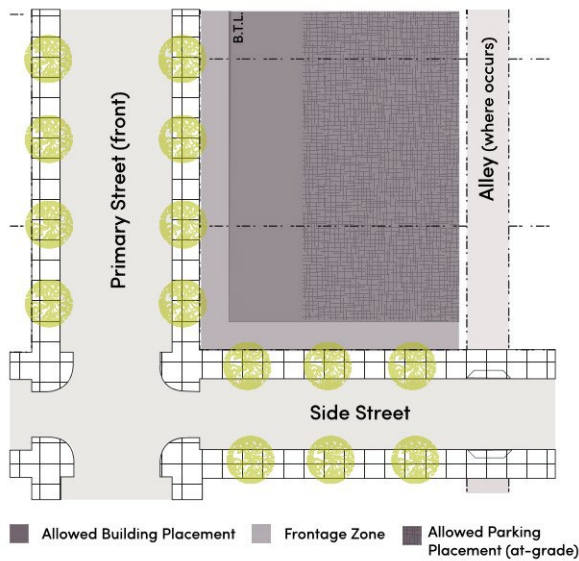 B.T.L.
Primary Street (front)
Alley (where occurs)
Side Street
Allowed Building Placement
Frontage Zone
Allowed Parking
Placement (at-grade)